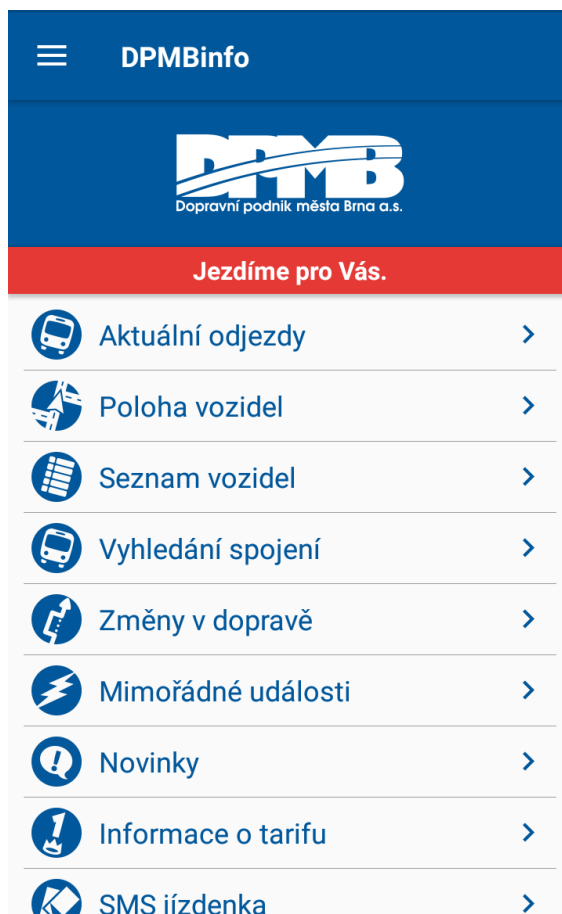 DPMBinfo
DPMB
Dopravní podnik města Brna a.s.
Jezdíme pro Vás.
Aktuální odjezdy
Poloha vozidel
Seznam vozidel
Vyhledání spojení
Změny v dopravě
Mimořádné události
Novinky
Informace o tarifu
SMS jízdenka